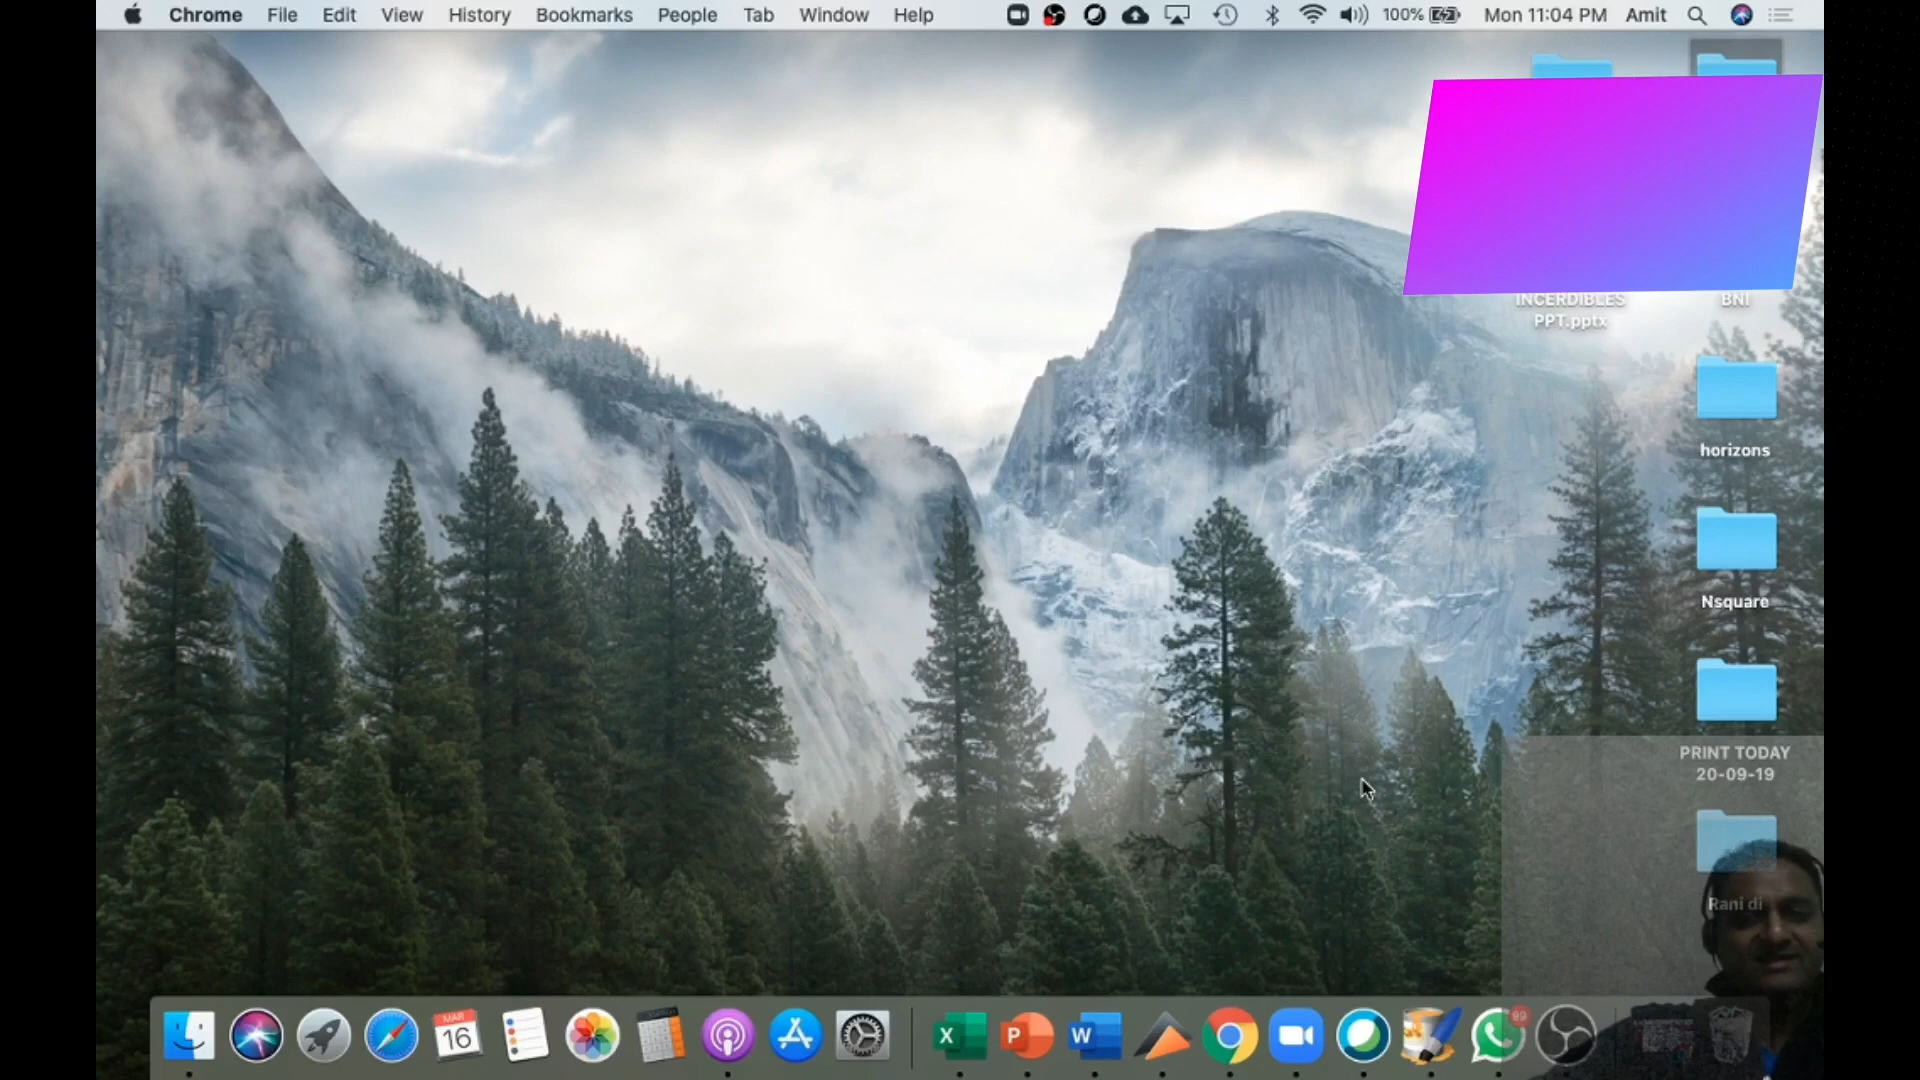 Chrome File Edit View History Bookmarks People Tab Window Help 100% Mon 11:04 PM Amit
INCERDIBLES
PPT.pptx
BNI
horizons
Nsquare
PRINT TODAY
20-09-19
Rani di
MAR
16
X
P
W
99